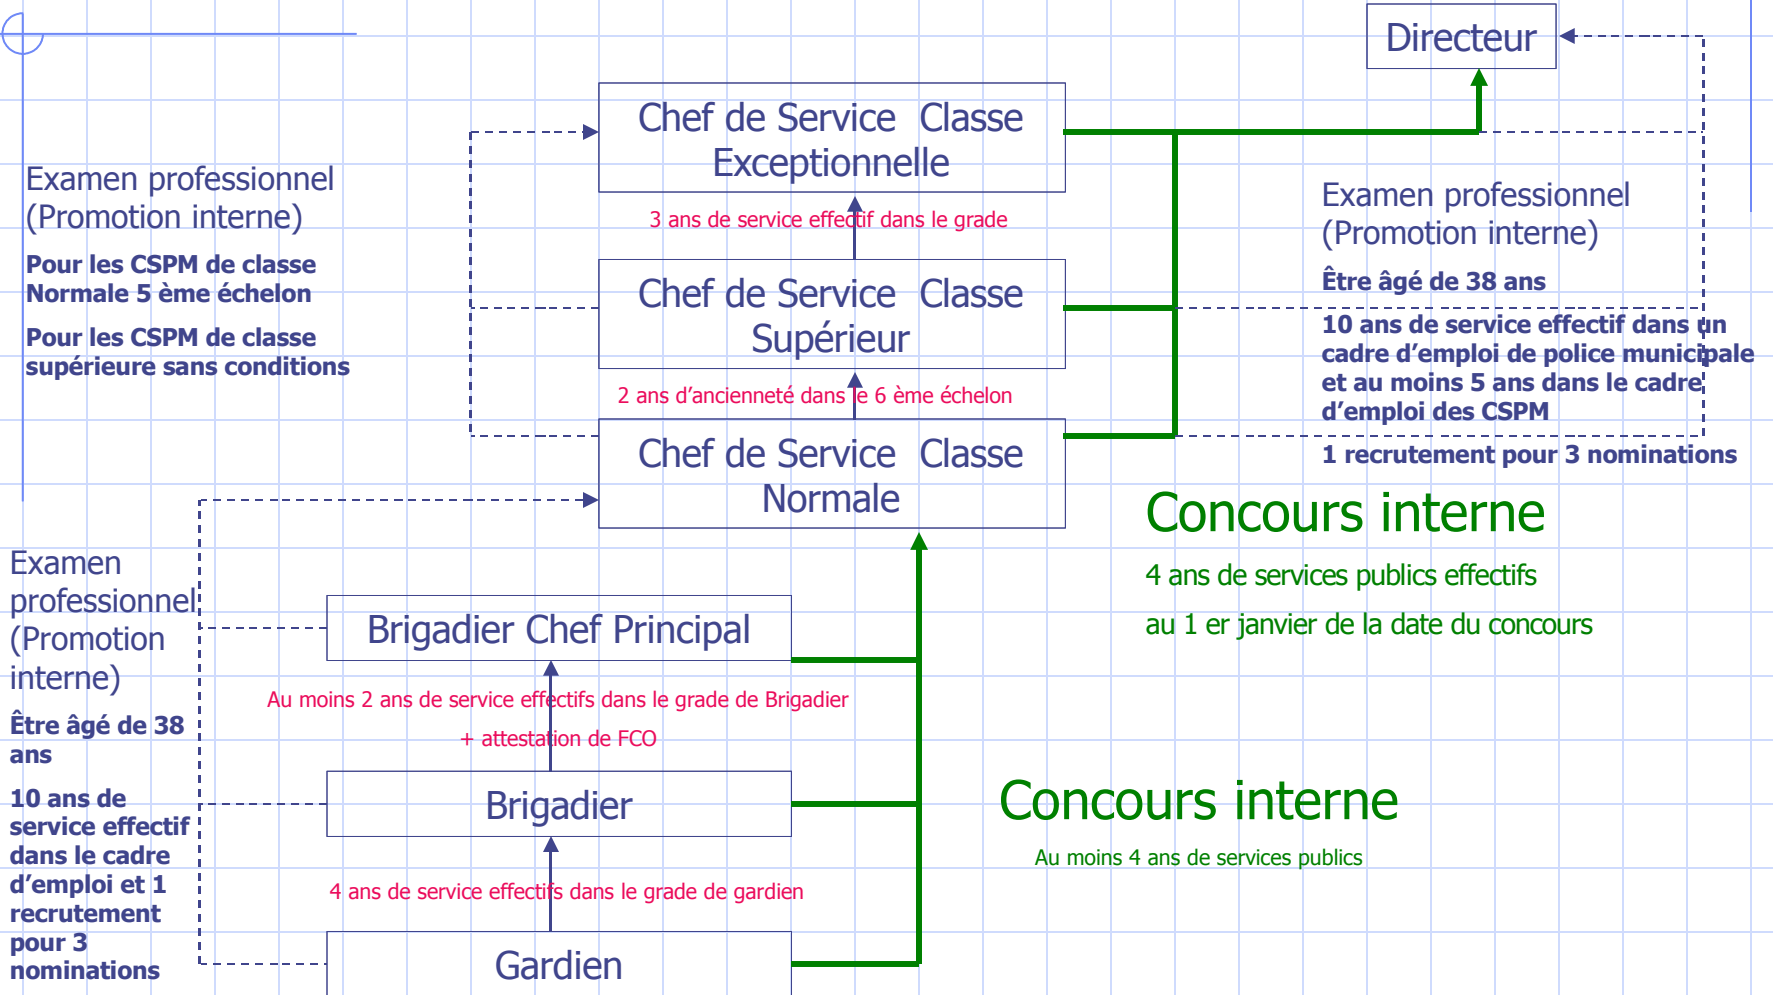 Directeur
Chef de Service Classe
Exceptionnelle
Examen professionnel
(Promotion interne)
Pour les CSPM de classe
Normale 5 ème échelon
Pour les CSPM de classe
supérieure sans conditions
3 ans de service effectif dans le grade
Examen professionnel
(Promotion interne)
Être âgé de 38 ans
10 ans de service effectif dans un
cadre d’emploi de police municipale
et au moins 5 ans dans le cadre
d’emploi des CSPM
1 recrutement pour 3 nominations
Chef de Service Classe
Supérieur
2 ans d’ancienneté dans le 6 ème échelon
Chef de Service Classe
Normale
Concours interne
4 ans de services publics effectifs
au 1 er janvier de la date du concours
Examen
professionnel
(Promotion
interne)
Être âgé de 38
ans
10 ans de
service effectif
dans le cadre
d’emploi et 1
recrutement
pour 3
nominations
Brigadier Chef Principal
Au moins 2 ans de service effectifs dans le grade de Brigadier
+ attestation de FCO
Brigadier
Concours interne
Au moins 4 ans de services publics
4 ans de service effectifs dans le grade de gardien
Gardien